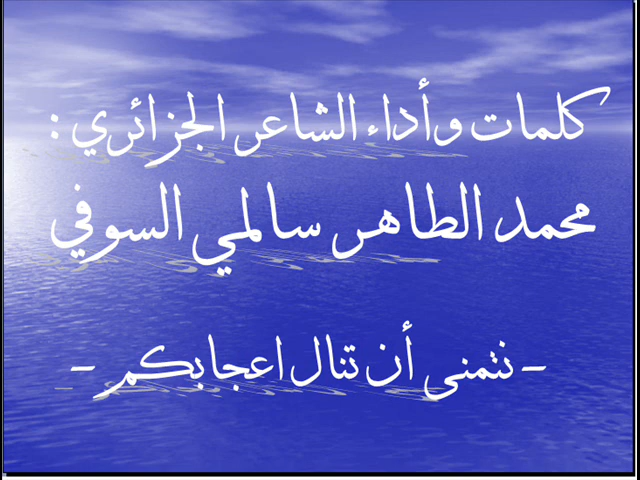 كلمات وأداء الشاعر الجزائري :
محمد الطاهر سالمي السوفي
- نتمنى أن تنال اعجابكم -